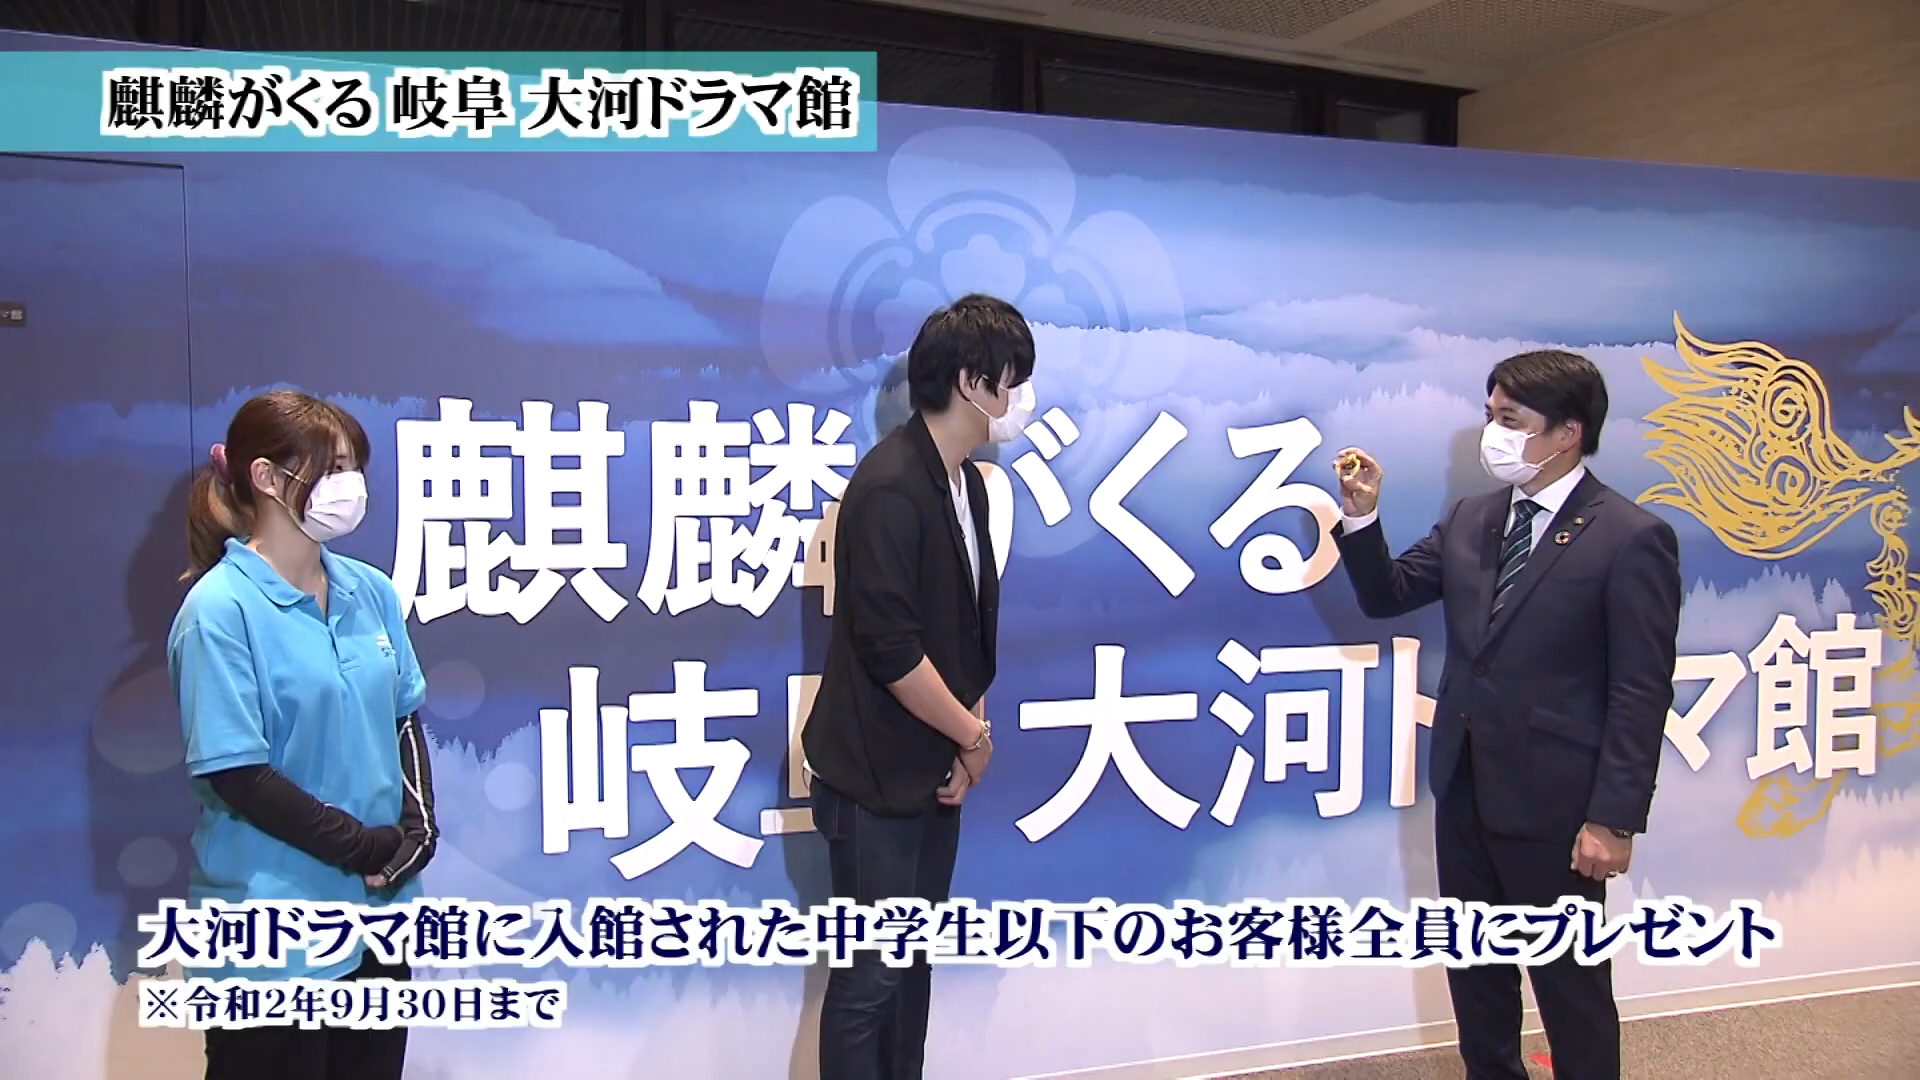 麒麟がくる 岐阜 大河ドラマ館
麒麟がくる
岐阜 大河ドラマ館
大河ドラマ館に入館された中学生以下のお客様全員にプレゼント
※令和2年9月30日まで